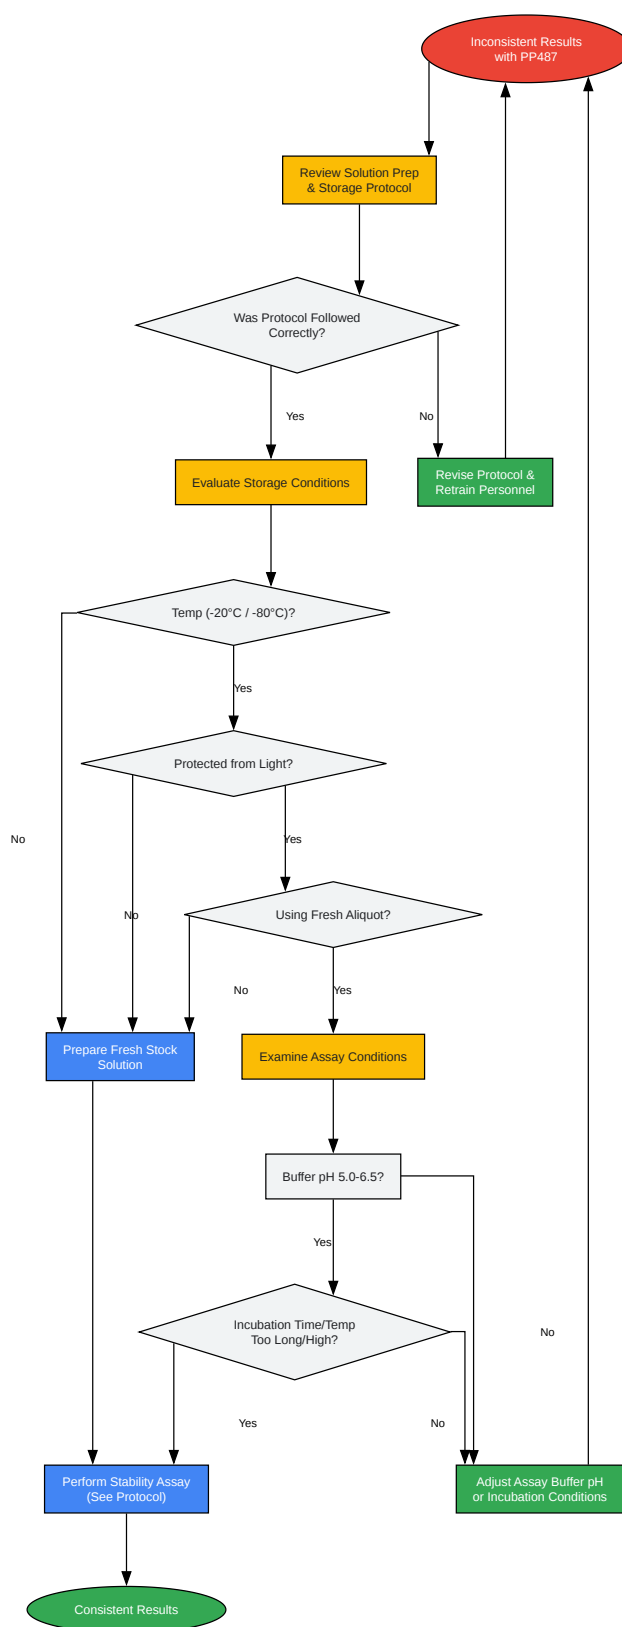 Inconsistent Results
with PP487
Review Solution Prep
& Storage Protocol
Was Protocol Followed
Correctly?
Yes
No
Evaluate Storage Conditions
Revise Protocol &
Retrain Personnel
Temp (-20°C / -80°C)?
Yes
Protected from Light?
No
Yes
No
Using Fresh Aliquot?
No
Yes
Prepare Fresh Stock
Solution
Examine Assay Conditions
Buffer pH 5.0-6.5?
Yes
Incubation Time/Temp
Too Long/High?
No
Yes
No
Perform Stability Assay
(See Protocol)
Adjust Assay Buffer pH
or Incubation Conditions
Consistent Results